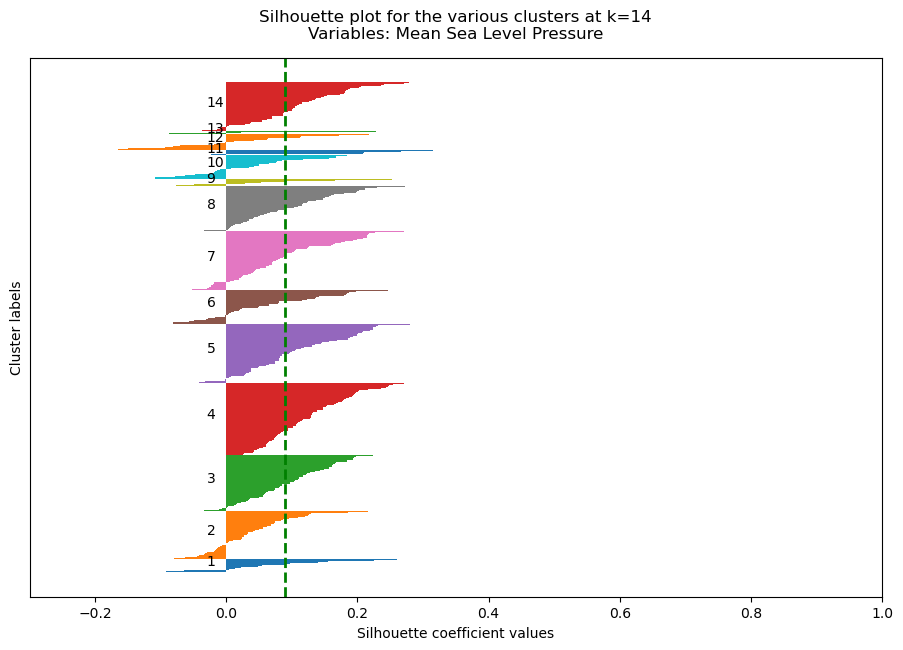 Silhouette plot for the various clusters at k=14
Variables: Mean Sea Level Pressure
14
13
12
11
10
9
8
7
6
5
4
3
2
1
Cluster labels
−0.2 0.0 0.2 0.4 0.6 0.8 1.0
Silhouette coefficient values